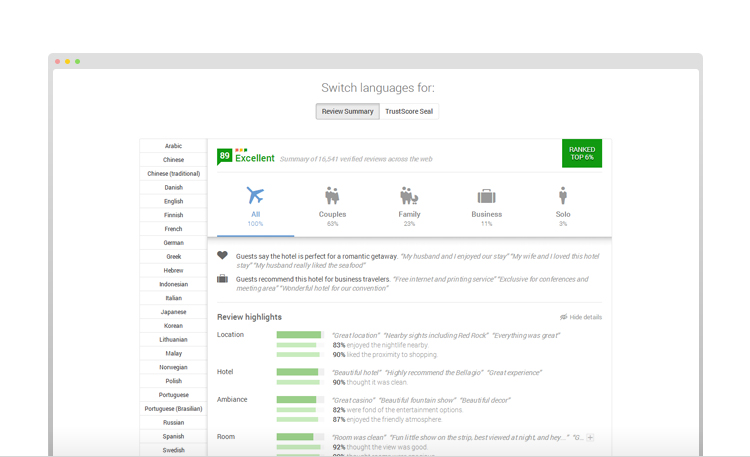 Switch languages for:
Review Summary
TrustScore Seal
Arabic
Chinese
Chinese (traditional)
Danish
English
Finnish
French
German
Greek
Hebrew
Indonesian
Italian
Japanese
Korean
Lithuanian
Malay
Norwegian
Polish
Portuguese
Portuguese (Brasilian)
Russian
Spanish
Swedish
89
Excellent
Summary of 16,541 verified reviews across the web
RANKED
TOP 6%
All
100%
Couples
63%
Family
23%
Business
11%
Solo
3%
Guests say the hotel is perfect for a romantic getaway. "My husband and I enjoyed our stay" "My wife and I loved this hotel
stay" "My husband really liked the seafood"
Guests recommend this hotel for business travelers. "Free internet and printing service" "Exclusive for conferences and
meeting area" "Wonderful hotel for our convention"
Review highlights
Hide details
Location
"Great location" "Nearby sights including Red Rock" "Everything was great"
83% enjoyed the nightlife nearby.
90% liked the proximity to shopping.
Hotel
"Beautiful hotel" "Highly recommend the Bellagio" "Great experience"
90% thought it was clean.
Ambiance
"Great casino" "Beautiful fountain show" "Beautiful decor"
82% were fond of the entertainment options.
87% enjoyed the friendly atmosphere.
Room
"Room was clean" "Fun little show on the strip, best viewed at night, and hey..." "G... +
92% thought the view was good.